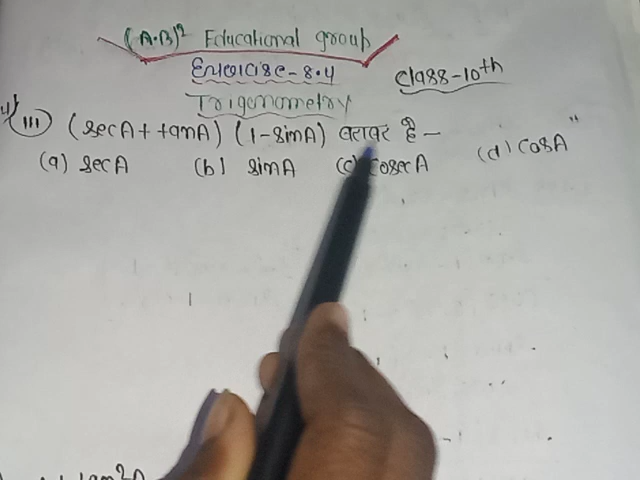 (A·B)² Educational group
Exercise-8.4
Class-10th
Trigonometry
(iii) (secA+tanA) (1-sinA) बराबर है-
(a) secA (b) sinA (c) cosecA (d) cosA